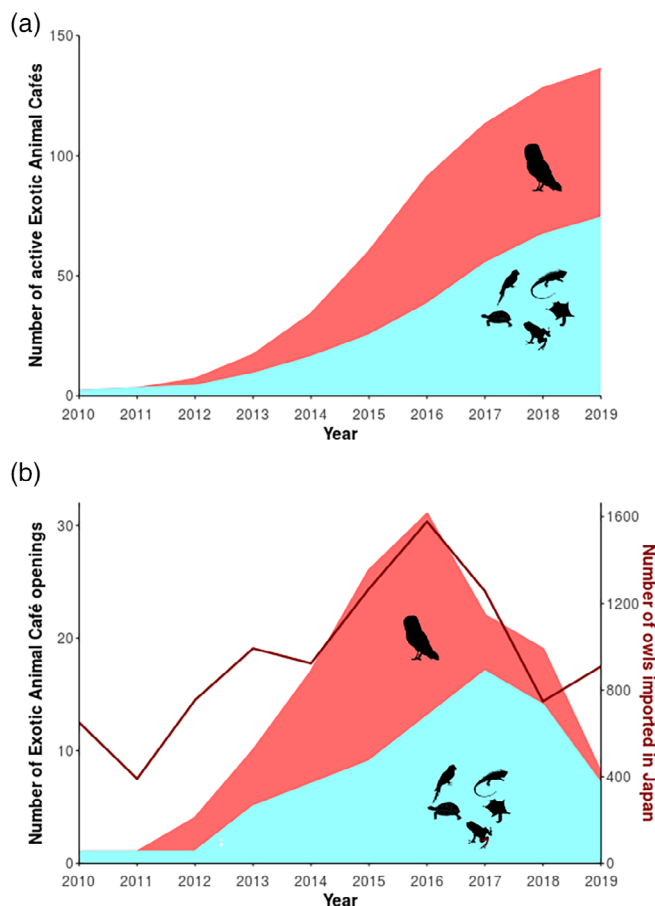 (a)
Number of active Exotic Animal Cafés
150
100
50
0
2010 2011 2012 2013 2014 2015 2016 2017 2018 2019
Year
(b)
Number of Exotic Animal Café openings
30
20
10
0
Number of owls imported in Japan
1600
1200
800
400
0
2010 2011 2012 2013 2014 2015 2016 2017 2018 2019
Year